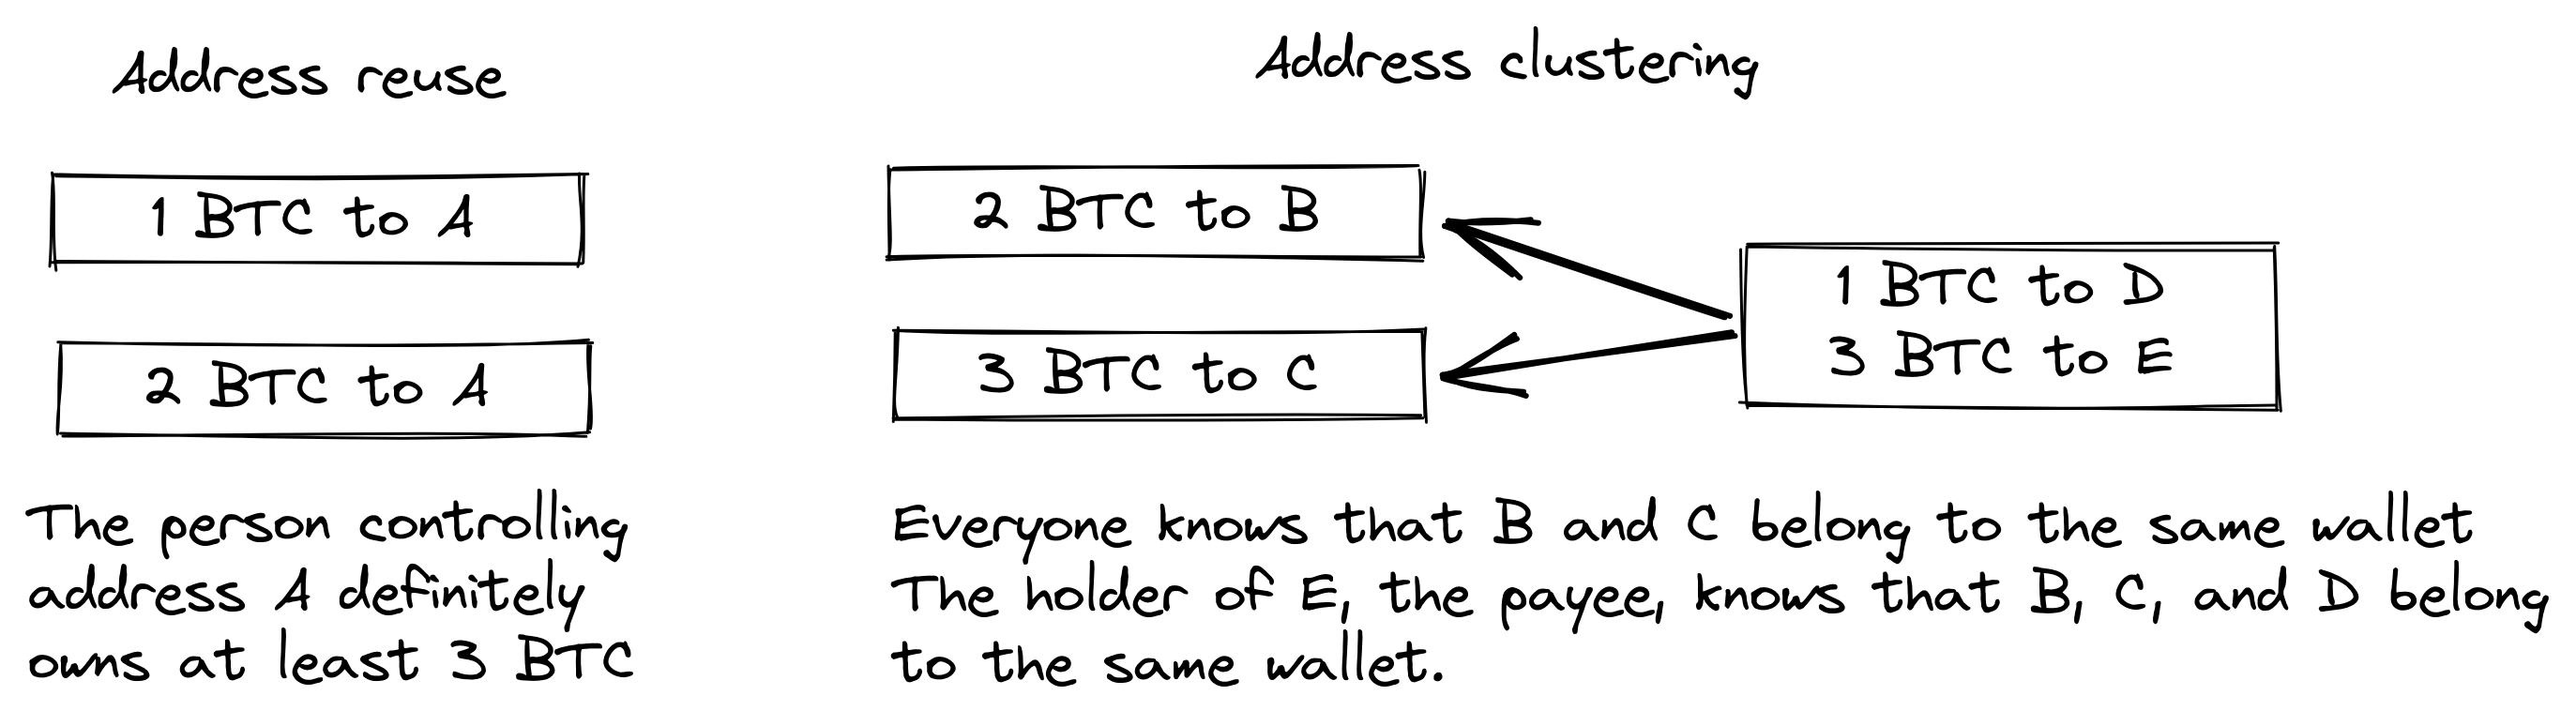 Address reuse
1 BTC to A
2 BTC to A
The person controlling
address A definitely
owns at least 3 BTC
Address clustering
2 BTC to B
3 BTC to C
1 BTC to D
3 BTC to E
Everyone knows that B and C belong to the same wallet
The holder of E, the payee, knows that B, C, and D belong
to the same wallet.